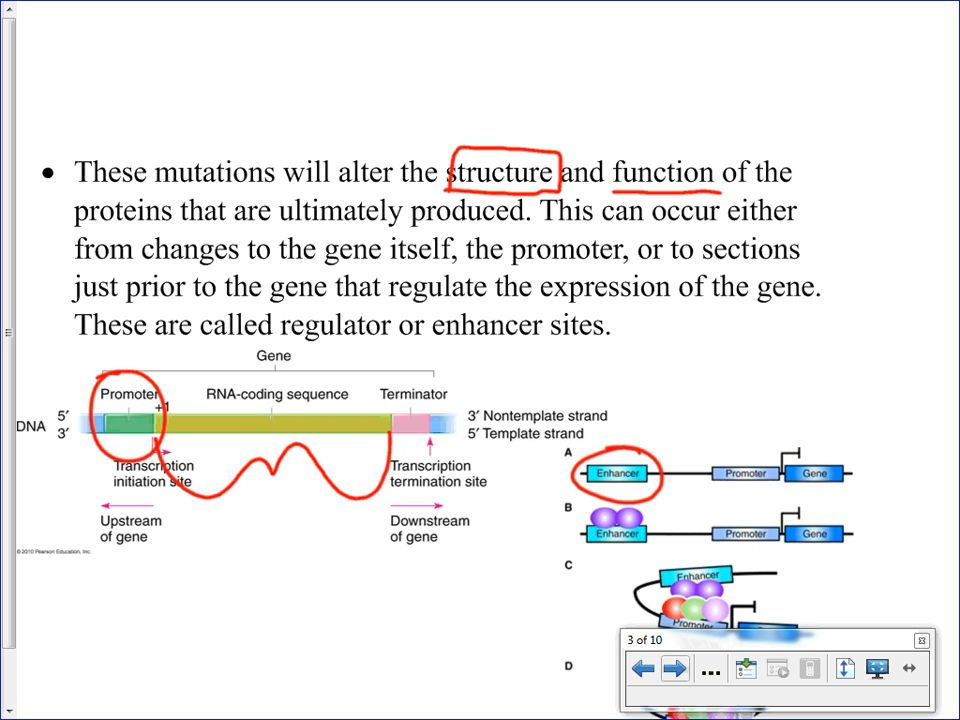 • These mutations will alter the structure and function of the
proteins that are ultimately produced. This can occur either
from changes to the gene itself, the promoter, or to sections
just prior to the gene that regulate the expression of the gene.
These are called regulator or enhancer sites.
Gene
Promoter RNA-coding sequence Terminator
+1
5′ 3′ Nontemplate strand
DNA
3′ 5′ Template strand
Transcription
initiation site
Transcription
termination site
Upstream
of gene
Downstream
of gene
© 2010 Pearson Education, Inc.
A
Enhancer Promoter Gene
B
Enhancer Promoter Gene
C
Enhancer
Promoter
D
3 of 10